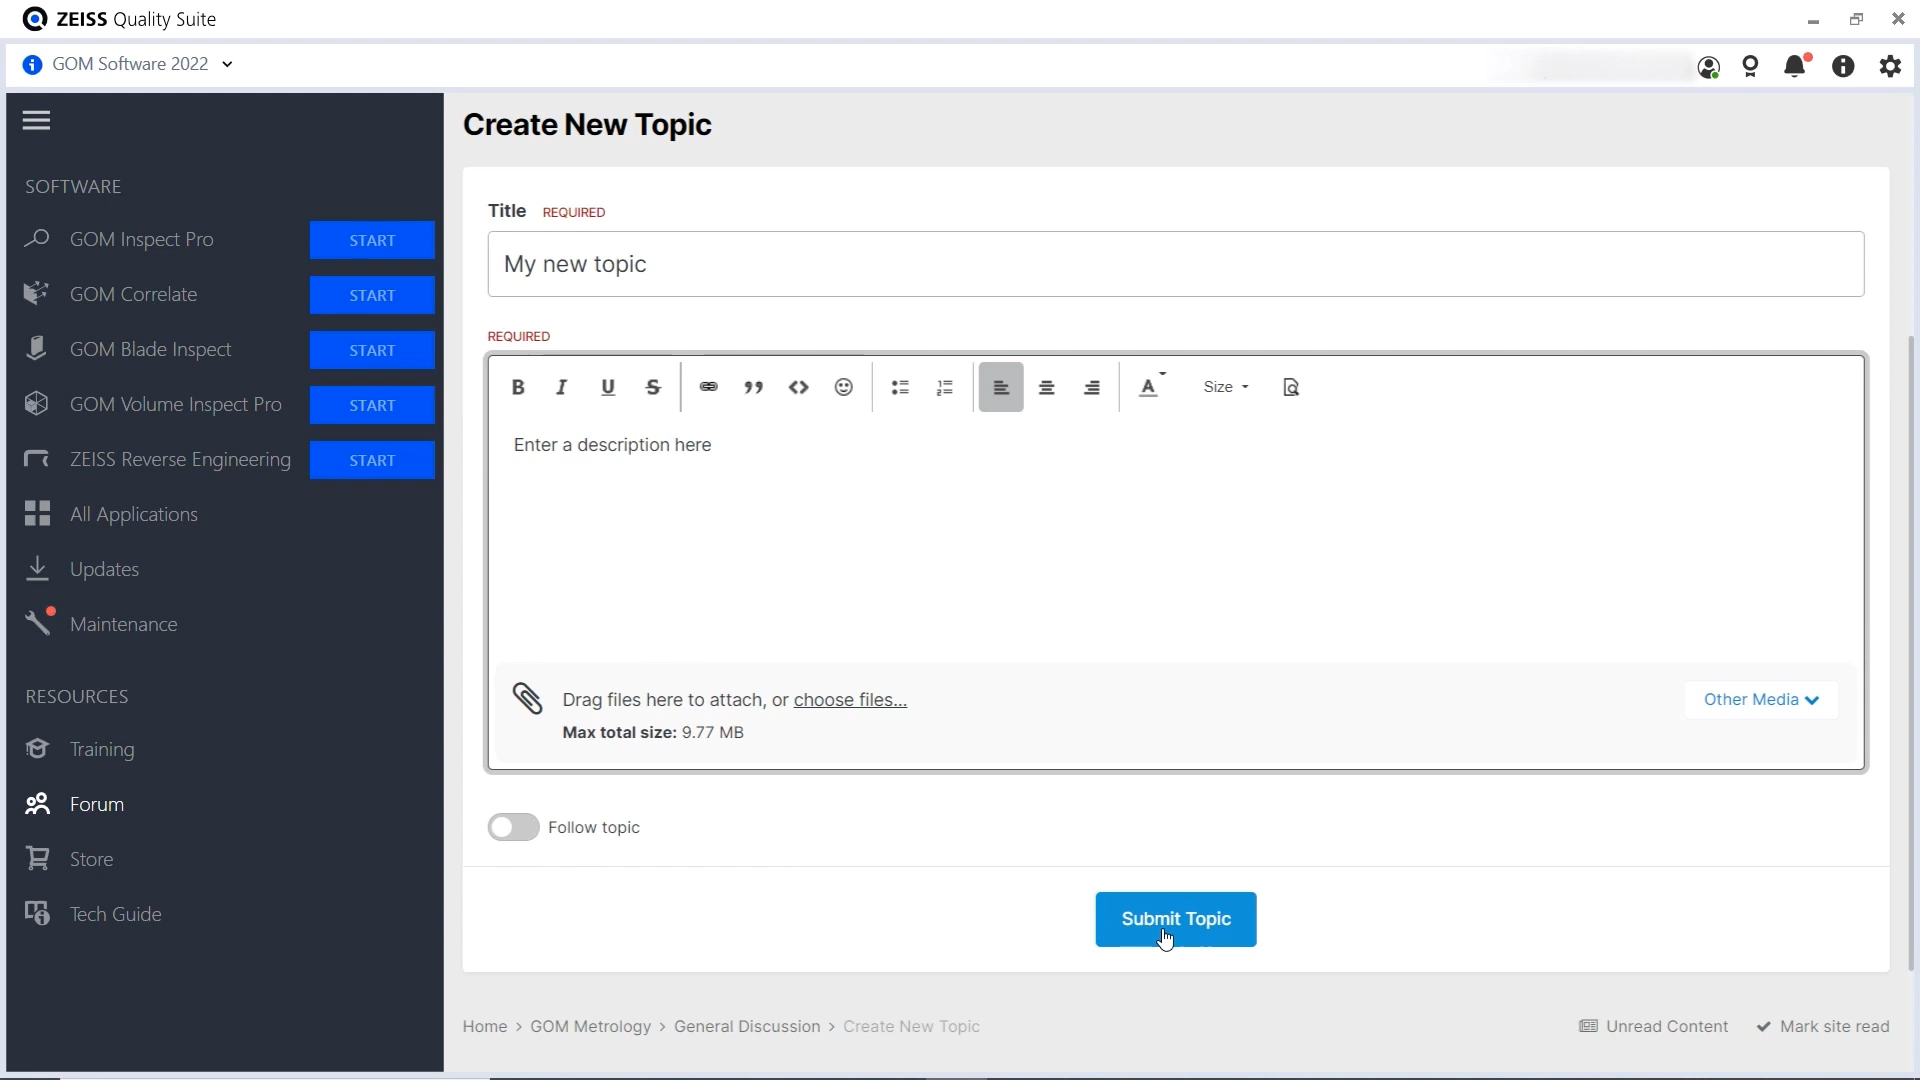 ZEISS Quality Suite
GOM Software 2022
SOFTWARE
GOM Inspect Pro START
GOM Correlate START
GOM Blade Inspect START
GOM Volume Inspect Pro START
ZEISS Reverse Engineering START
All Applications
Updates
Maintenance
RESOURCES
Training
Forum
Store
Tech Guide
Create New Topic
Title REQUIRED
My new topic
REQUIRED
B I U S A Size
Enter a description here
Drag files here to attach, or choose files...
Max total size: 9.77 MB
Other Media
Follow topic
Submit Topic
Home > GOM Metrology > General Discussion > Create New Topic
Unread Content Mark site read